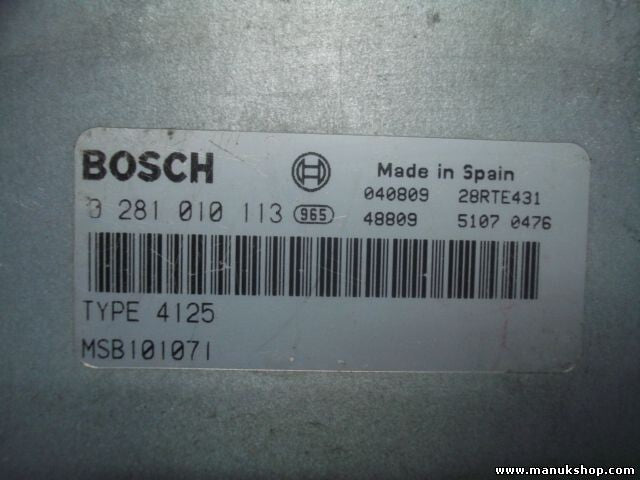 BOSCH
Made in Spain
040809 28RTE431
0 281 010 113 965
48809 5107 0476
TYPE 4125
MSB101071
www.manukshop.com